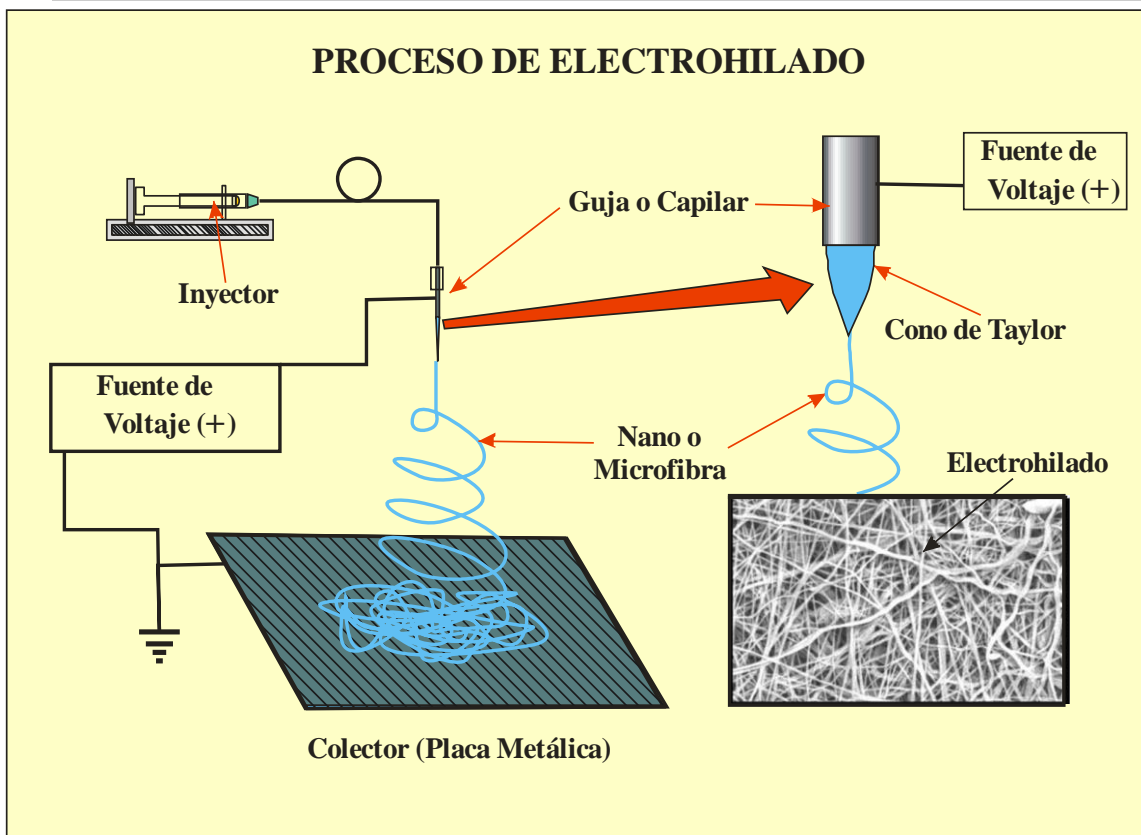 PROCESO DE ELECTROHILADO
Fuente de
Voltaje (+)
Guja o Capilar
Inyector
Cono de Taylor
Fuente de
Voltaje (+)
Nano o
Microfibra
Electrohilado
Colector (Placa Metálica)